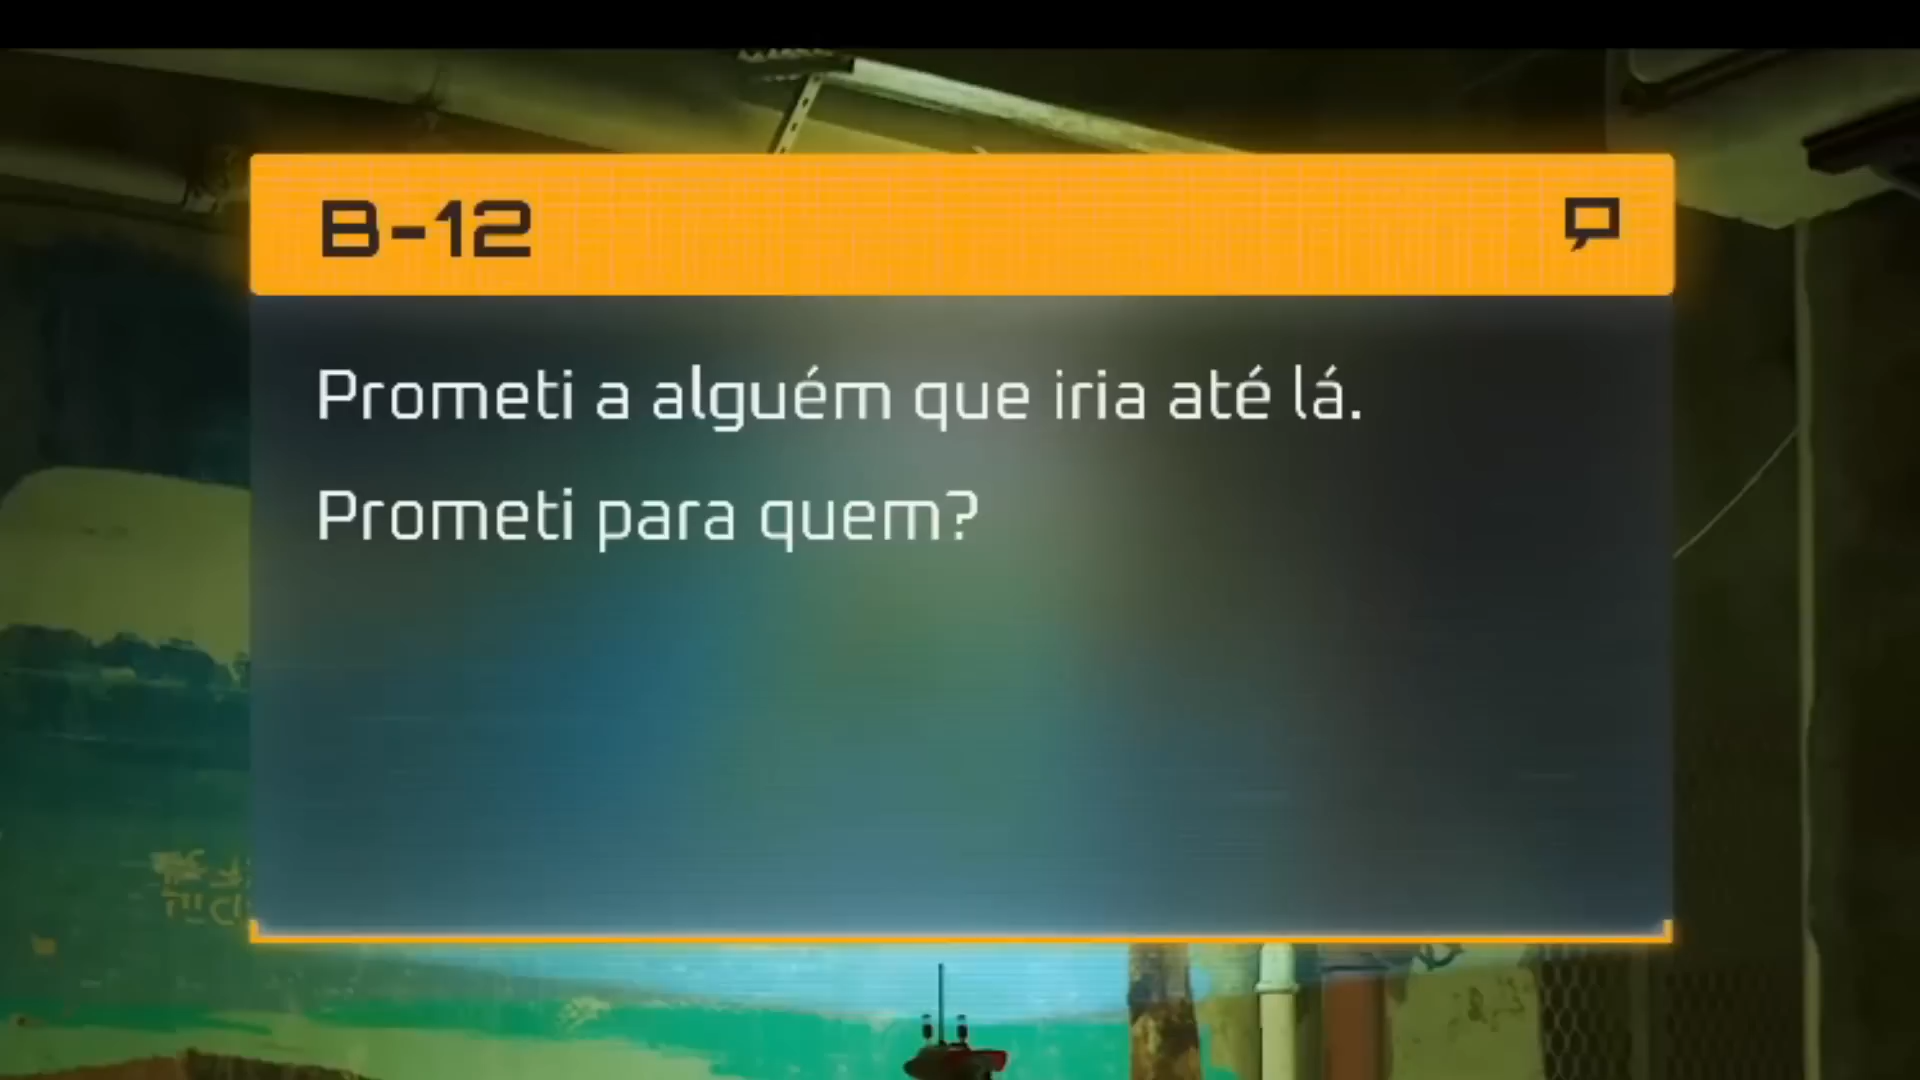 B-12
Prometi a alguém que iria até lá.
Prometi para quem?